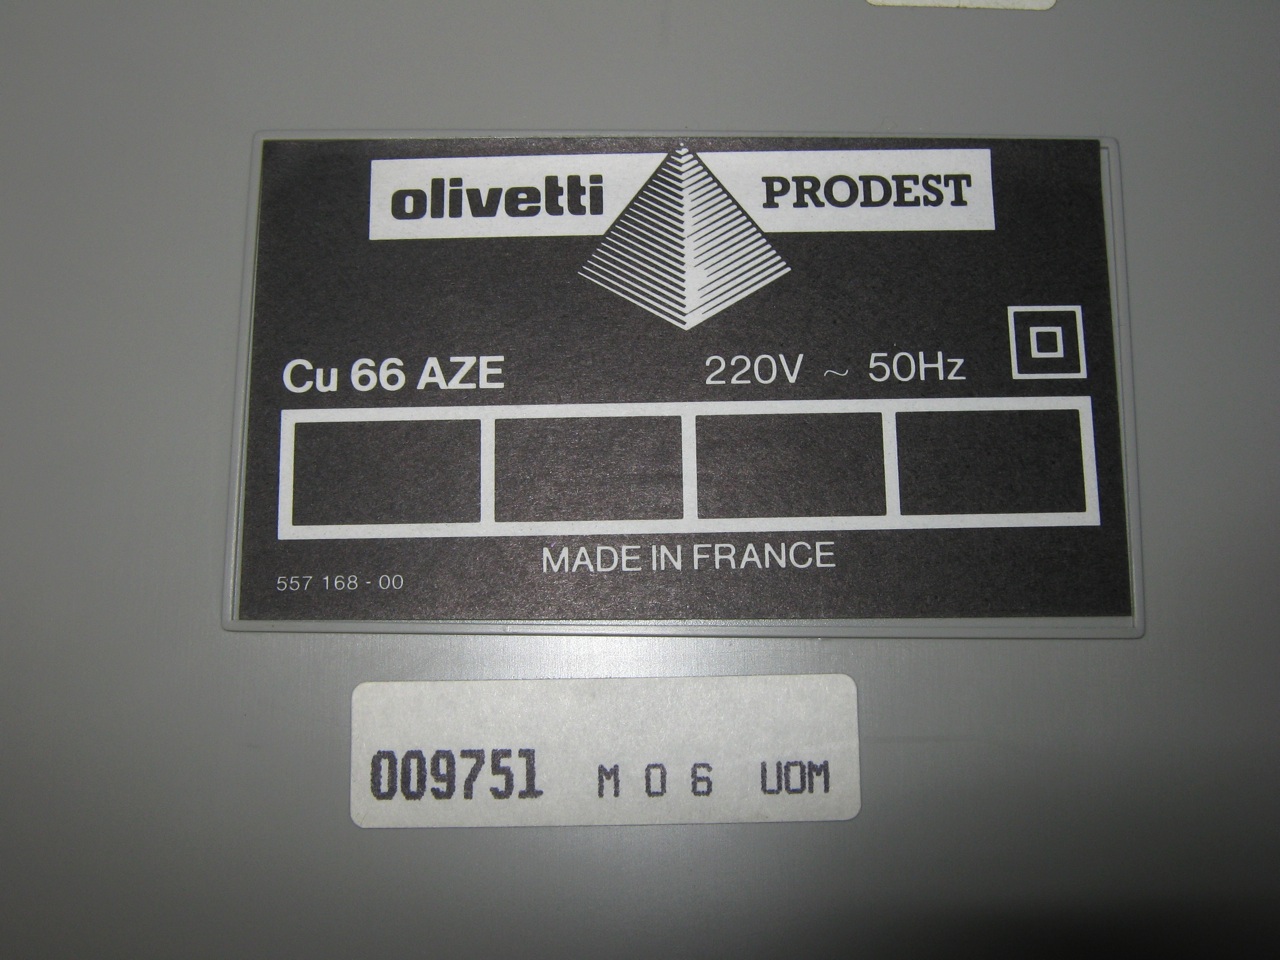 olivetti PRODEST
Cu 66 AZE 220V ~ 50Hz
MADE IN FRANCE
557 168 - 00
009751 M 0 6 UOM